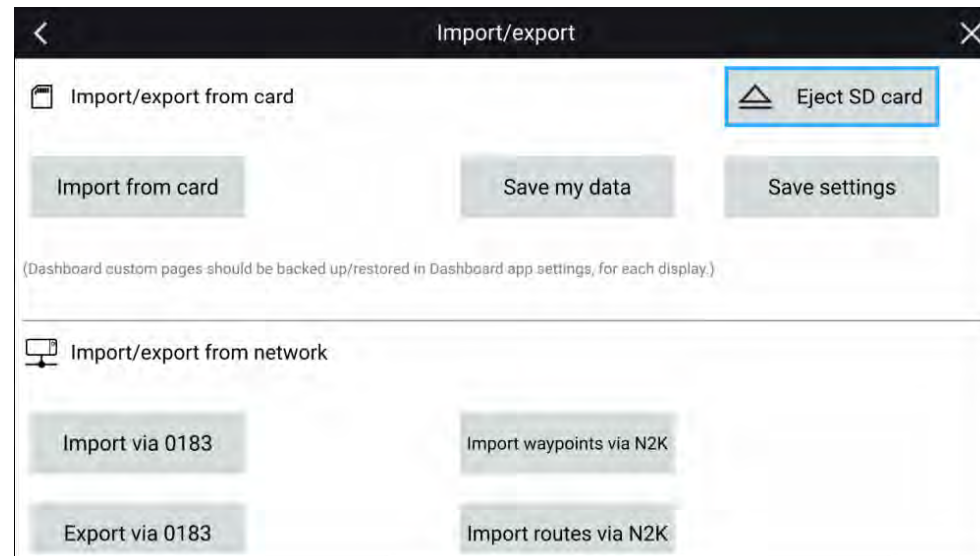 Import/export
Import/export from card
Eject SD card
Import from card
Save my data
Save settings
(Dashboard custom pages should be backed up/restored in Dashboard app settings, for each display.)
Import/export from network
Import via 0183
Import waypoints via N2K
Export via 0183
Import routes via N2K